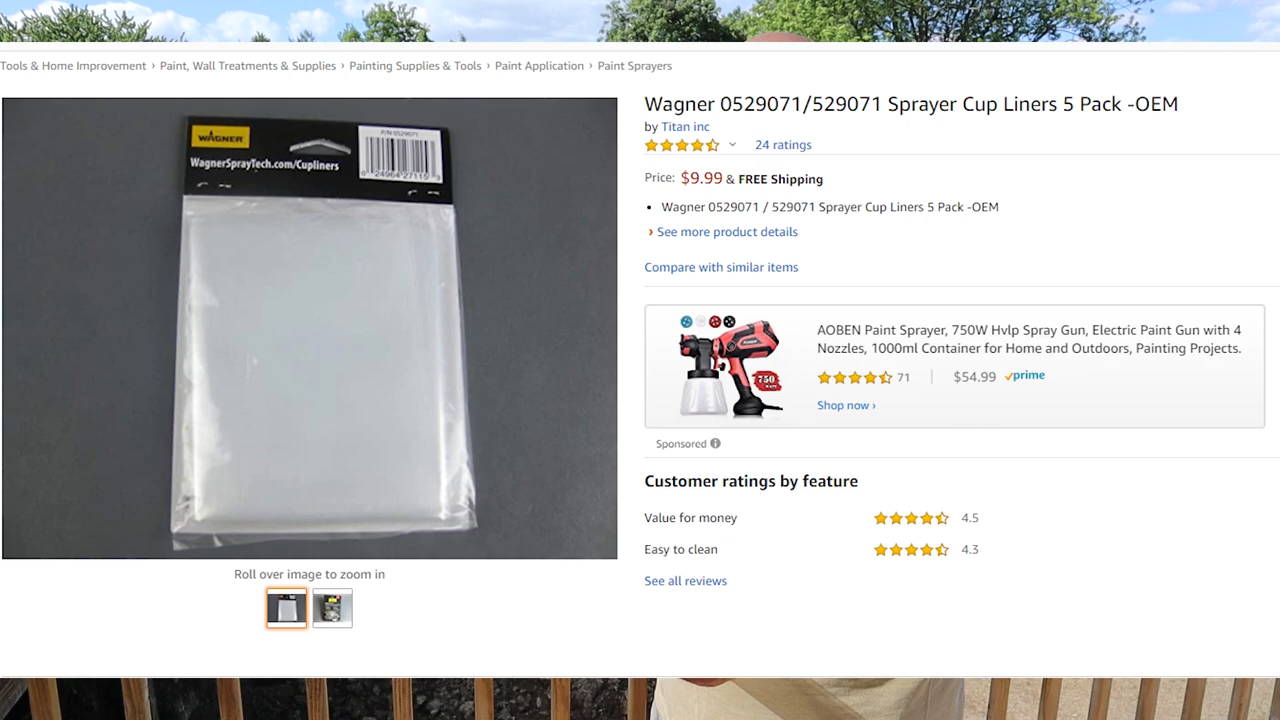 Tools & Home Improvement › Paint, Wall Treatments & Supplies › Painting Supplies & Tools › Paint Application › Paint Sprayers
WAGNER
WagnerSprayTech.com/Cupliners
P/N 0529071
Wagner 0529071/529071 Sprayer Cup Liners 5 Pack -OEM
by Titan inc
24 ratings
Price: $9.99 & FREE Shipping
• Wagner 0529071 / 529071 Sprayer Cup Liners 5 Pack -OEM
› See more product details
Compare with similar items
750
AOBEN Paint Sprayer, 750W Hvlp Spray Gun, Electric Paint Gun with 4
Nozzles, 1000ml Container for Home and Outdoors, Painting Projects.
71 | $54.99 prime
Shop now ›
Sponsored
Customer ratings by feature
Value for money 4.5
Easy to clean 4.3
See all reviews
Roll over image to zoom in